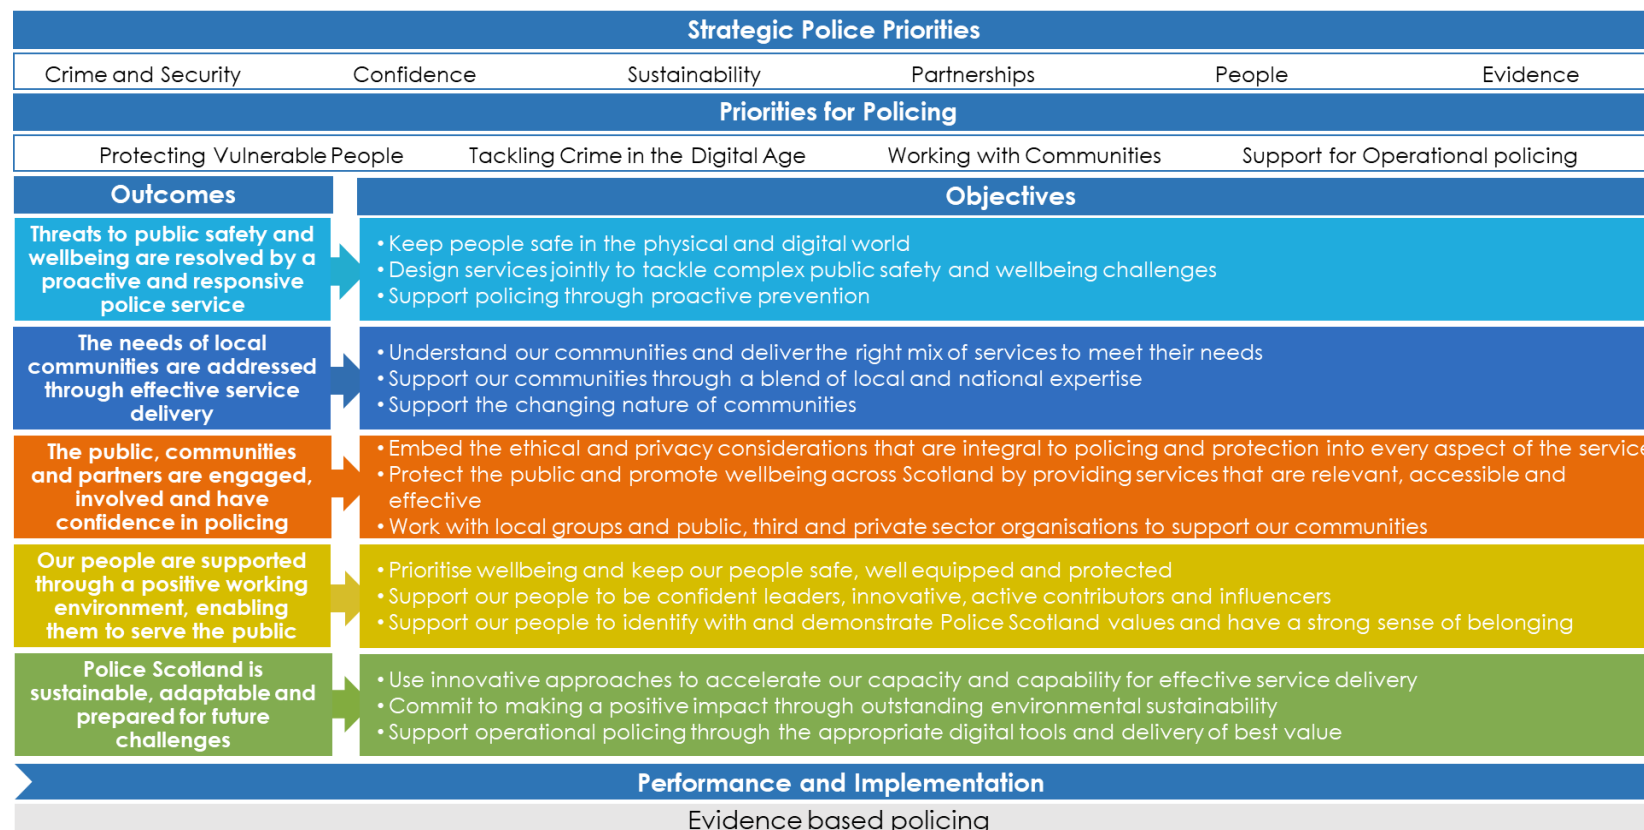 Strategic Police Priorities
Crime and Security Confidence Sustainability Partnerships People Evidence
Priorities for Policing
Protecting Vulnerable People Tackling Crime in the Digital Age Working with Communities Support for Operational policing
Outcomes
Objectives
Threats to public safety and
wellbeing are resolved by a
proactive and responsive
police service
• Keep people safe in the physical and digital world
• Design services jointly to tackle complex public safety and wellbeing challenges
• Support policing through proactive prevention
The needs of local
communities are addressed
through effective service
delivery
• Understand our communities and deliver the right mix of services to meet their needs
• Support our communities through a blend of local and national expertise
• Support the changing nature of communities
The public, communities
and partners are engaged,
involved and have
confidence in policing
• Embed the ethical and privacy considerations that are integral to policing and protection into every aspect of the service
• Protect the public and promote wellbeing across Scotland by providing services that are relevant, accessible and
effective
• Work with local groups and public, third and private sector organisations to support our communities
Our people are supported
through a positive working
environment, enabling
them to serve the public
• Prioritise wellbeing and keep our people safe, well equipped and protected
• Support our people to be confident leaders, innovative, active contributors and influencers
• Support our people to identify with and demonstrate Police Scotland values and have a strong sense of belonging
Police Scotland is
sustainable, adaptable and
prepared for future
challenges
• Use innovative approaches to accelerate our capacity and capability for effective service delivery
• Commit to making a positive impact through outstanding environmental sustainability
• Support operational policing through the appropriate digital tools and delivery of best value
Performance and Implementation
Evidence based policing